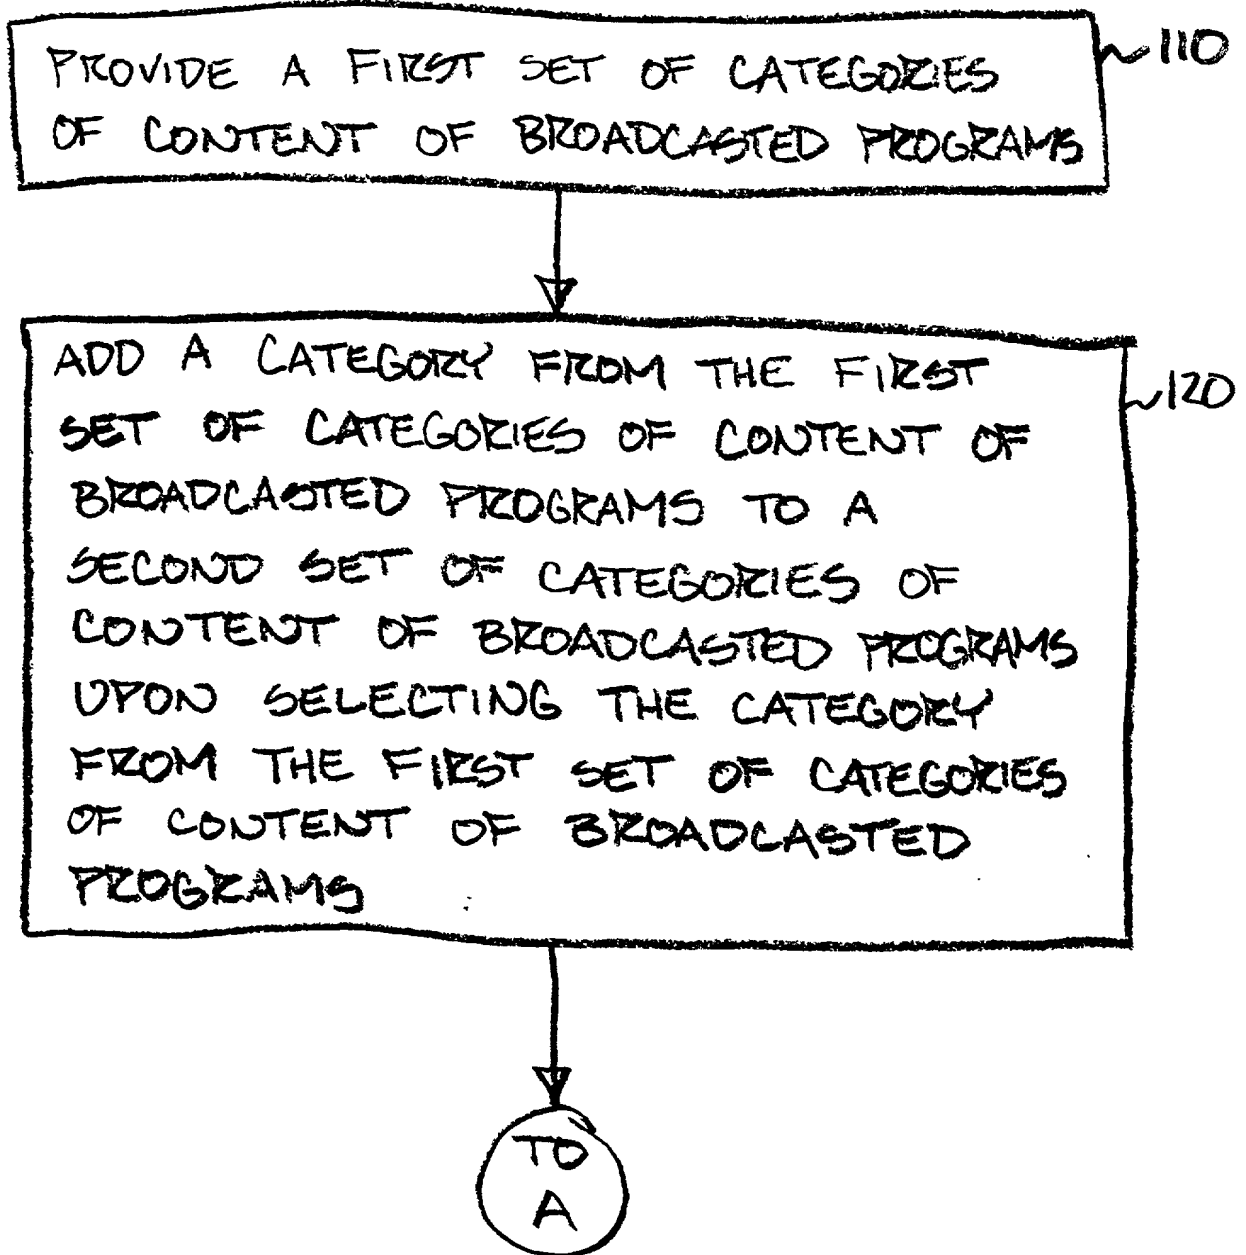 PROVIDE A FIRST SET OF CATEGORIES
OF CONTENT OF BROADCASTED PROGRAMS
110
ADD A CATEGORY FROM THE FIRST
SET OF CATEGORIES OF CONTENT OF
BROADCASTED PROGRAMS TO A
SECOND SET OF CATEGORIES OF
CONTENT OF BROADCASTED PROGRAMS
UPON SELECTING THE CATEGORY
FROM THE FIRST SET OF CATEGORIES
OF CONTENT OF BROADCASTED
PROGRAMS
120
TO
A